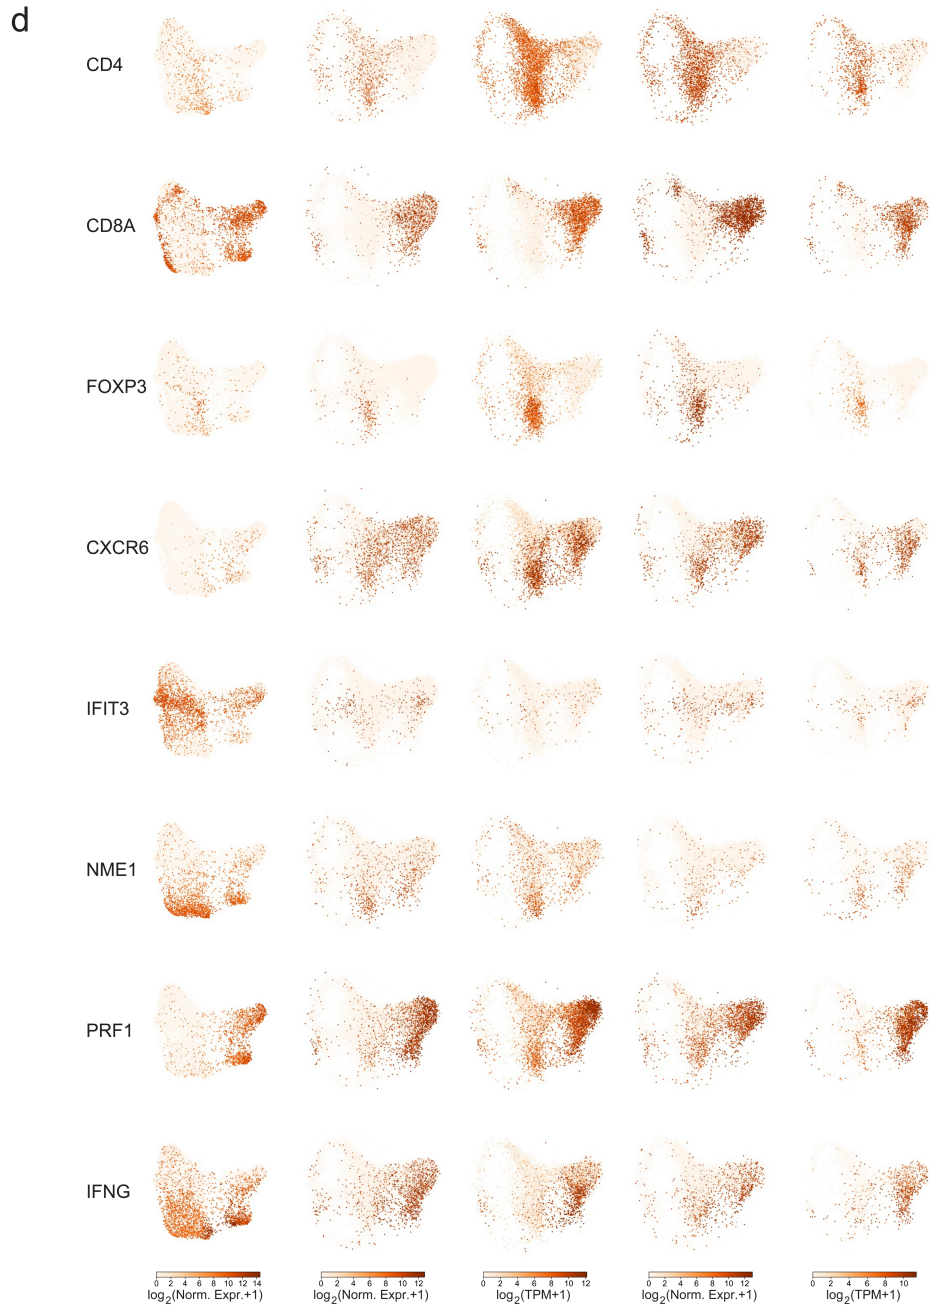 d
CD4
CD8A
FOXP3
CXCR6
IFIT3
NME1
PRF1
IFNG
0 2 4 6 8 10 12 14
log2(Norm. Expr.+1)
0 2 4 6 8 10 12
log2(Norm. Expr.+1)
0 2 4 6 8 10 12
log2(TPM+1)
0 2 4 6 8 10 12
log2(Norm. Expr.+1)
0 2 4 6 8 10
log2(TPM+1)